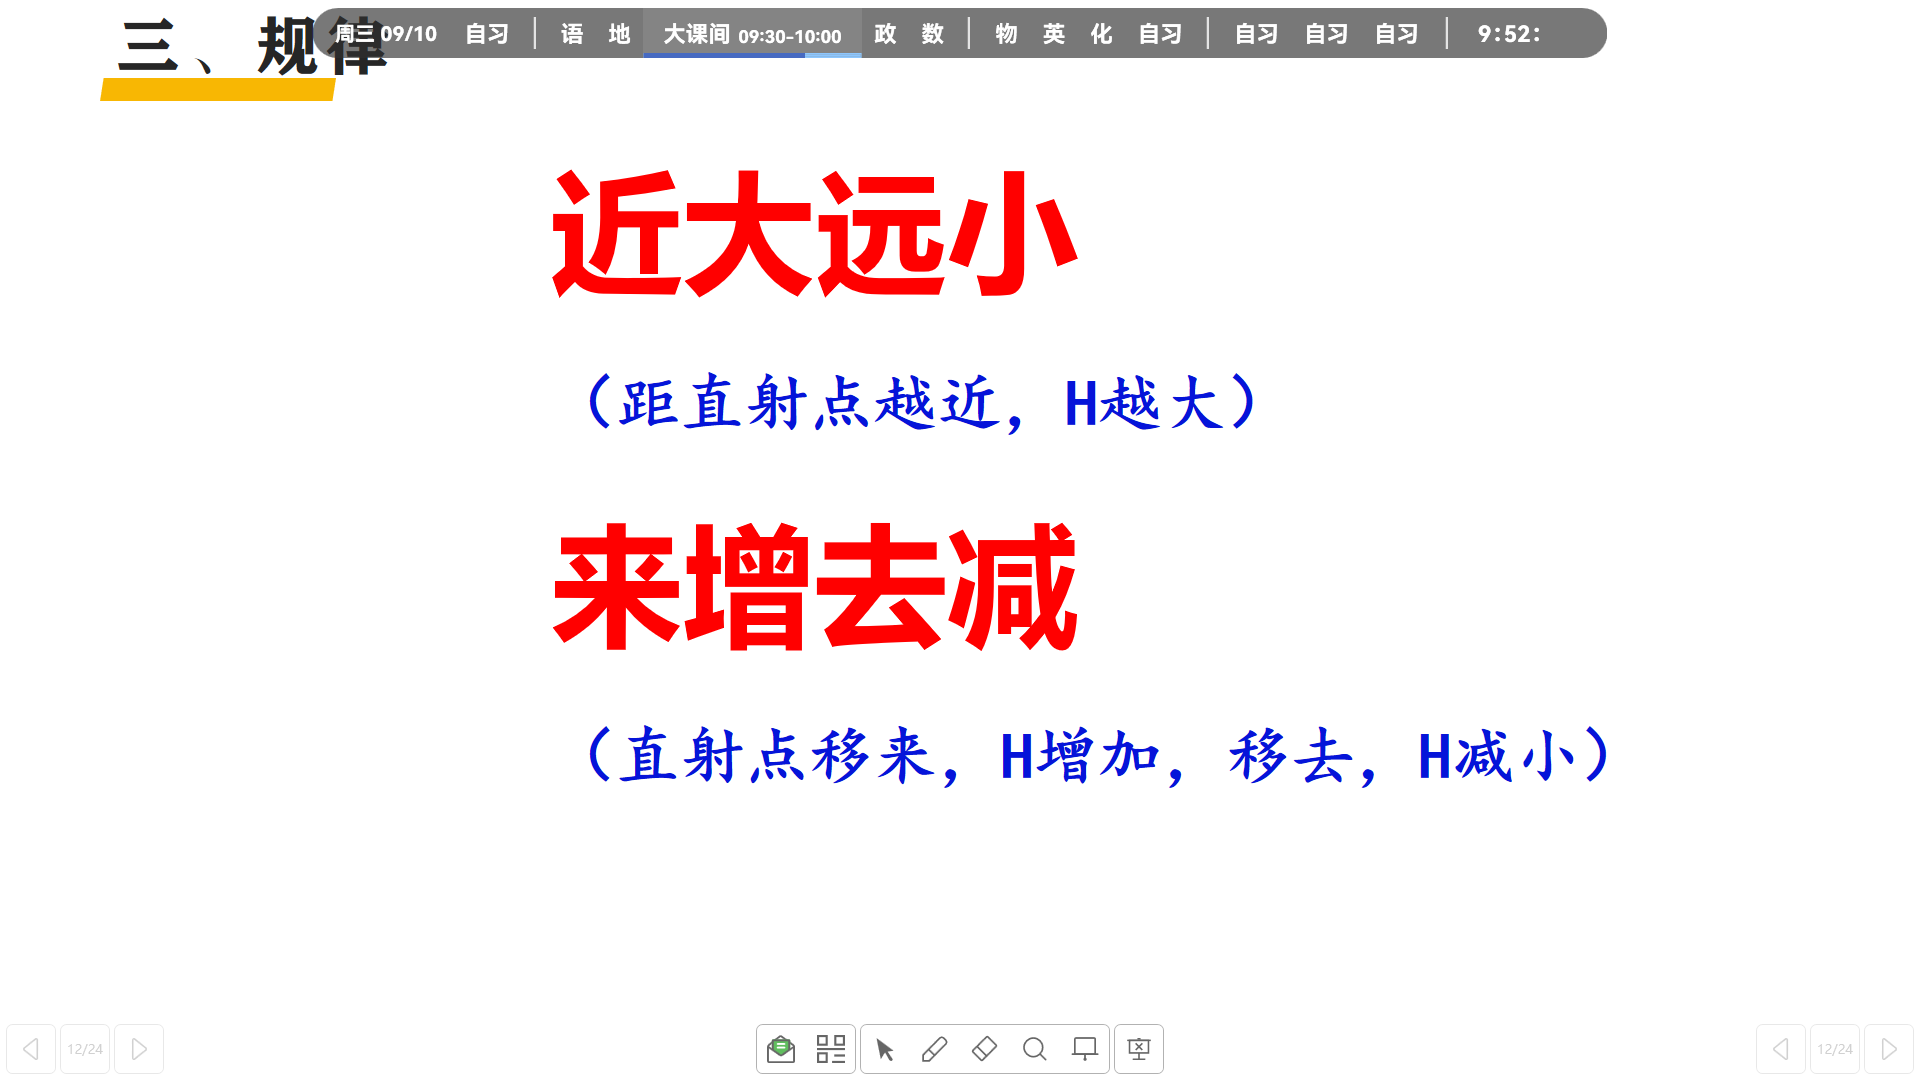 三、规律
周三 09/10 自习 语 地 大课间 09:30-10:00 政 数 物 英 化 自习 自习 自习 自习 9:52:
近大远小
（距直射点越近，H越大）
来增去减
（直射点移来，H增加，移去，H减小）
12/24
12/24